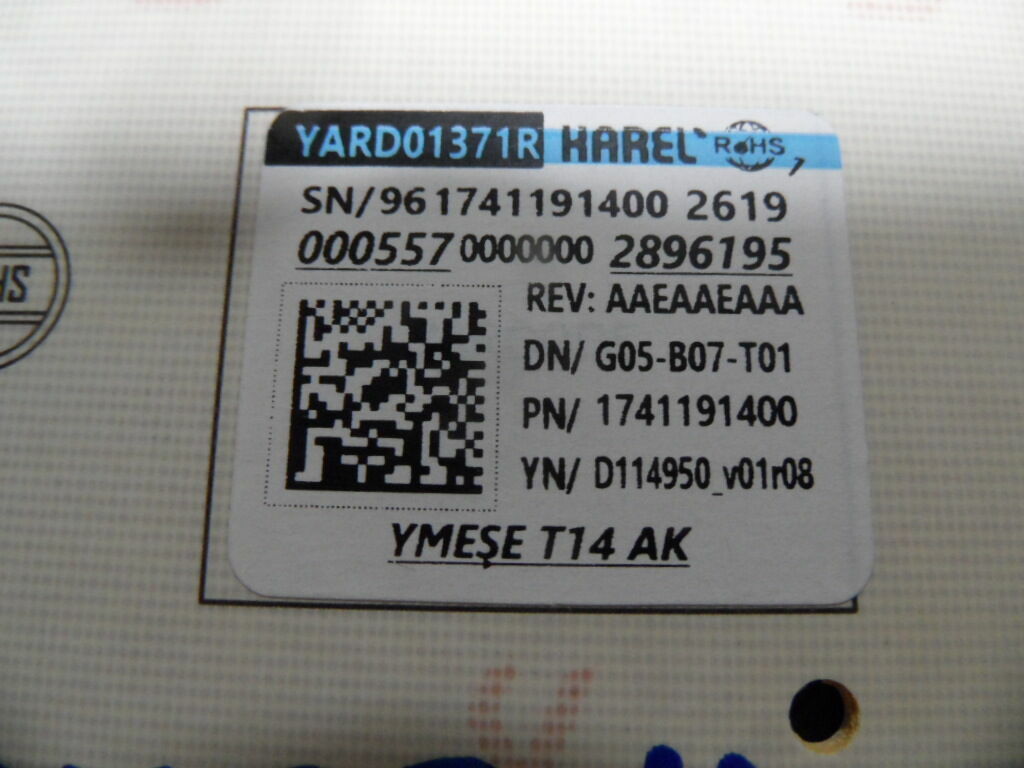 YARD01371R KAREL RoHS
SN/961741191400 2619
000557 0000000 2896195
REV: AAEAAEAAA
DN/ G05-B07-T01
PN/ 1741191400
YN/ D114950_v01r08
YMEŞE T14 AK